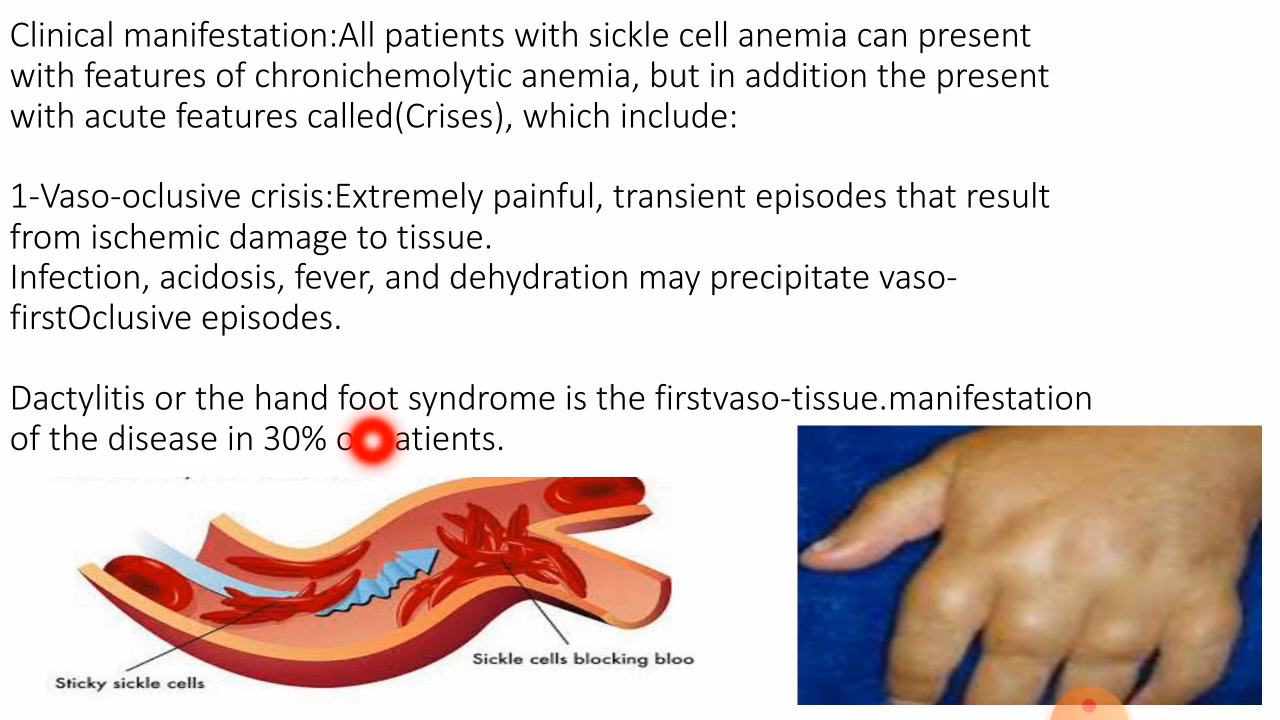 Clinical manifestation:All patients with sickle cell anemia can present
with features of chronichemolytic anemia, but in addition the present
with acute features called(Crises), which include:
1-Vaso-oclusive crisis:Extremely painful, transient episodes that result
from ischemic damage to tissue.
Infection, acidosis, fever, and dehydration may precipitate vaso-
firstOclusive episodes.
Dactylitis or the hand foot syndrome is the firstvaso-tissue.manifestation
of the disease in 30%
Sickle cells blocking bloo
Sticky sickle cells